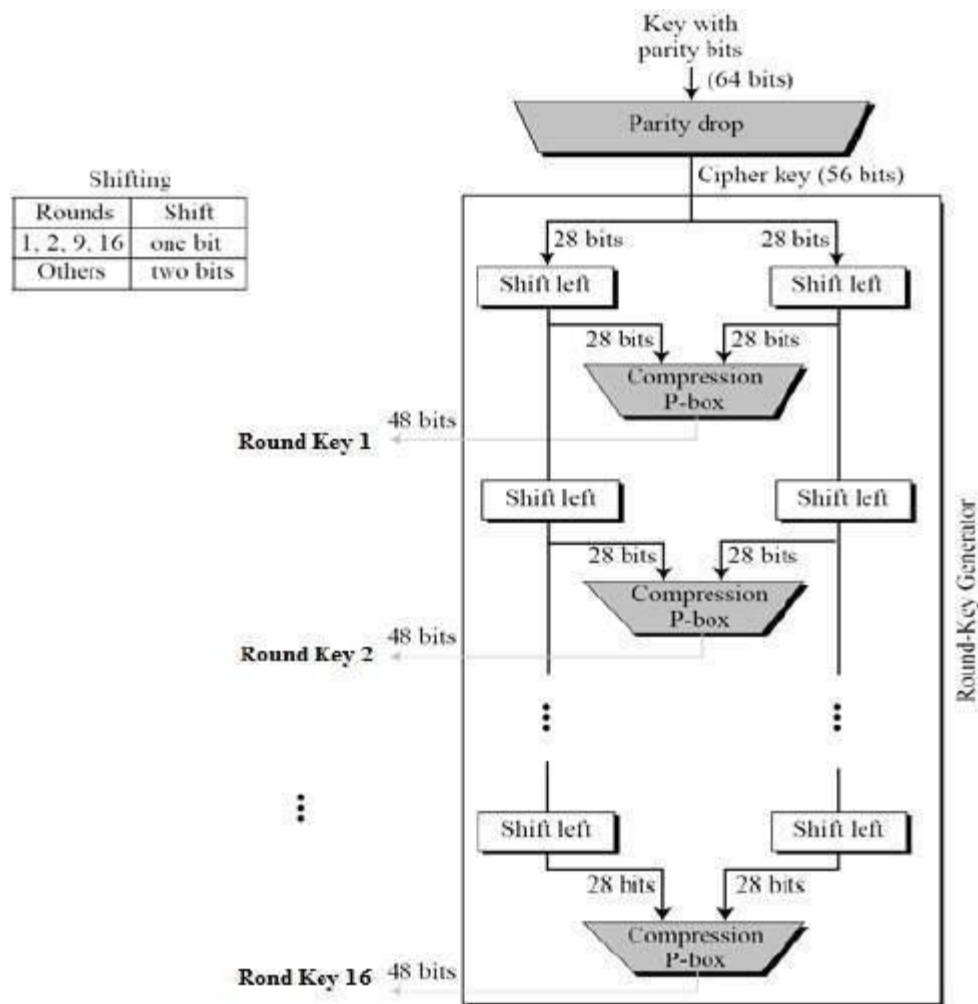 Key with
parity bits
(64 bits)
Parity drop
Cipher key (56 bits)
Shifting
Rounds Shift
1, 2, 9, 16 one bit
Others two bits
28 bits 28 bits
Shift left Shift left
28 bits 28 bits
Compression
P-box
48 bits
Round Key 1
Shift left Shift left
28 bits 28 bits
Compression
P-box
48 bits
Round Key 2
Round-Key Generator
Shift left Shift left
28 bits 28 bits
Compression
P-box
48 bits
Rond Key 16